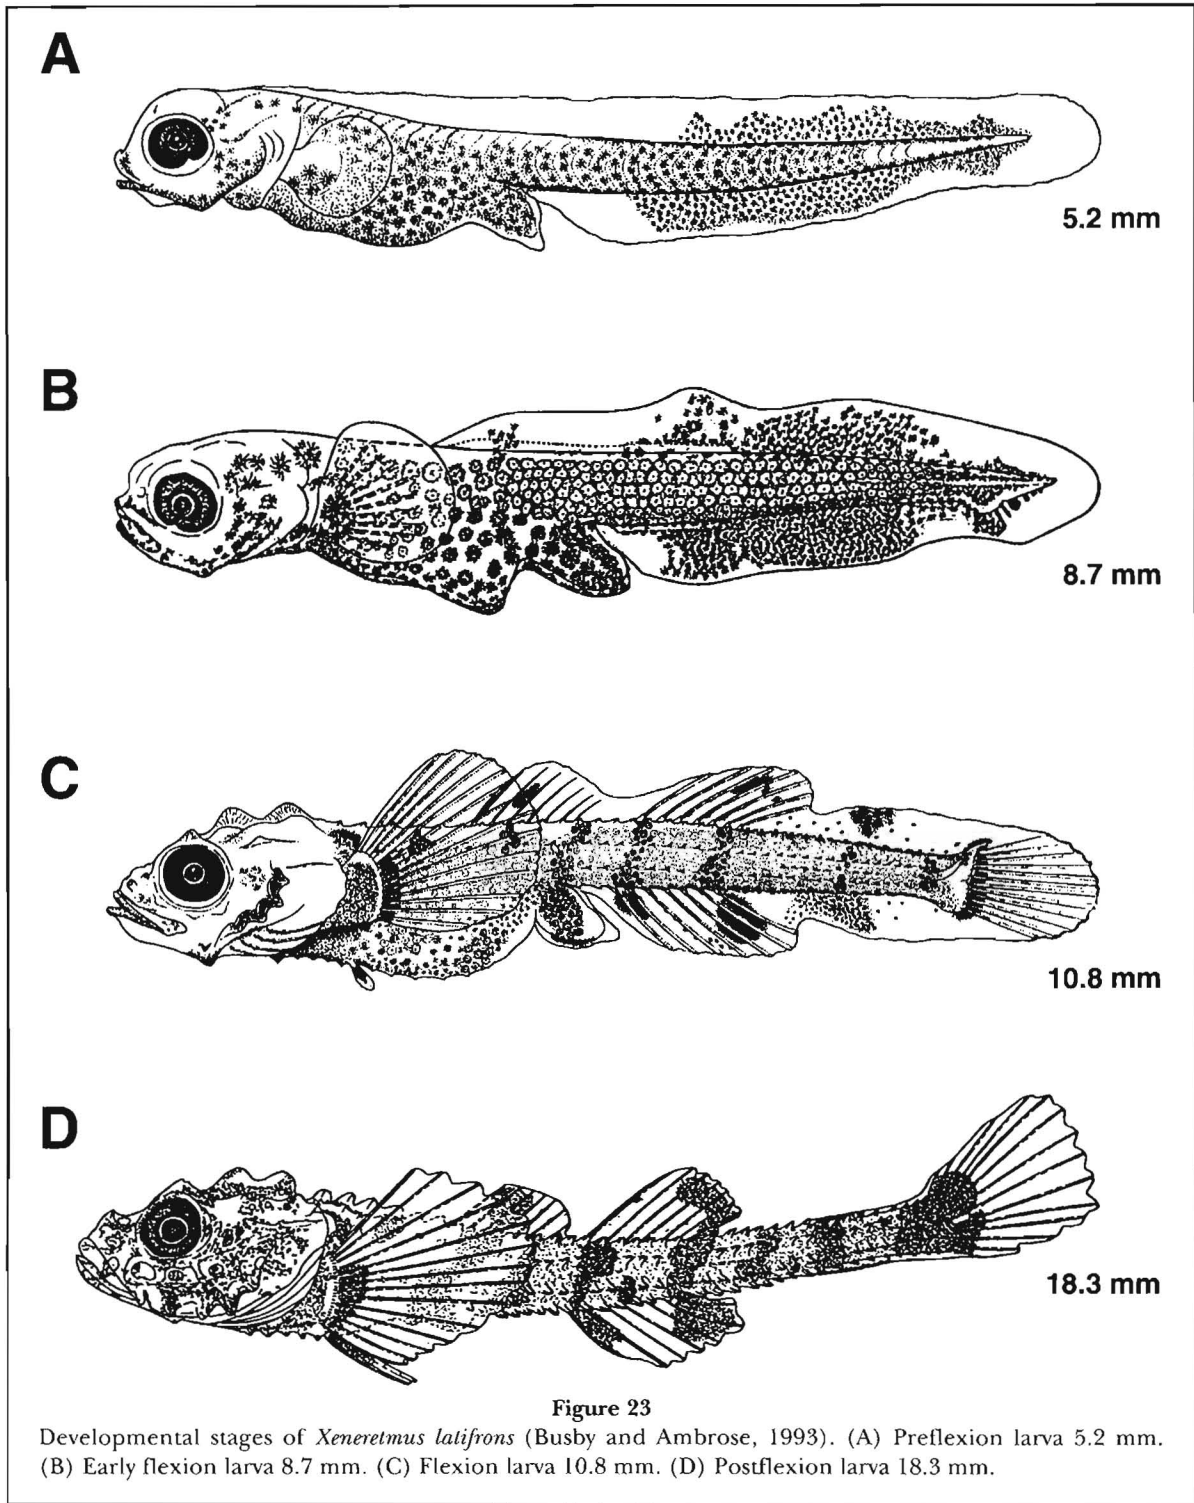 A
5.2 mm
B
8.7 mm
C
10.8 mm
D
18.3 mm
Figure 23
Developmental stages of Xeneretmus latifrons (Busby and Ambrose, 1993). (A) Preflexion larva 5.2 mm.
(B) Early flexion larva 8.7 mm. (C) Flexion larva 10.8 mm. (D) Postflexion larva 18.3 mm.